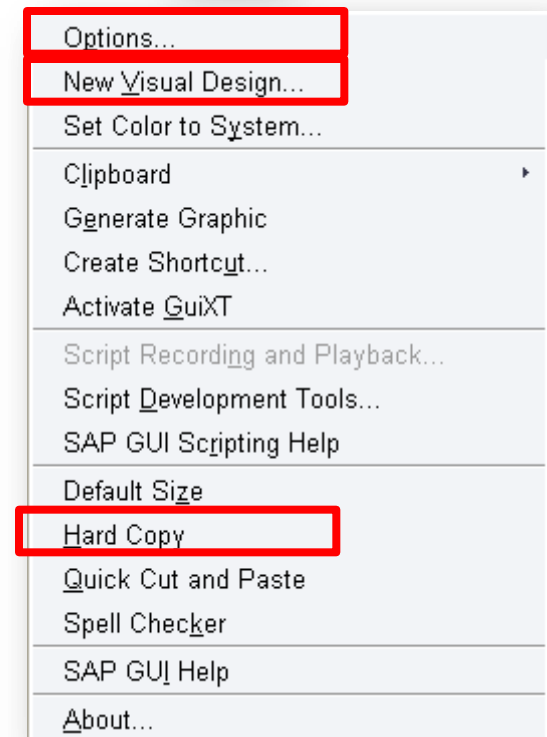 Options...
New Visual Design...
Set Color to System...
Clipboard
Generate Graphic
Create Shortcut...
Activate GuiXT
Script Recording and Playback...
Script Development Tools...
SAP GUI Scripting Help
Default Size
Hard Copy
Quick Cut and Paste
Spell Checker
SAP GUI Help
About...